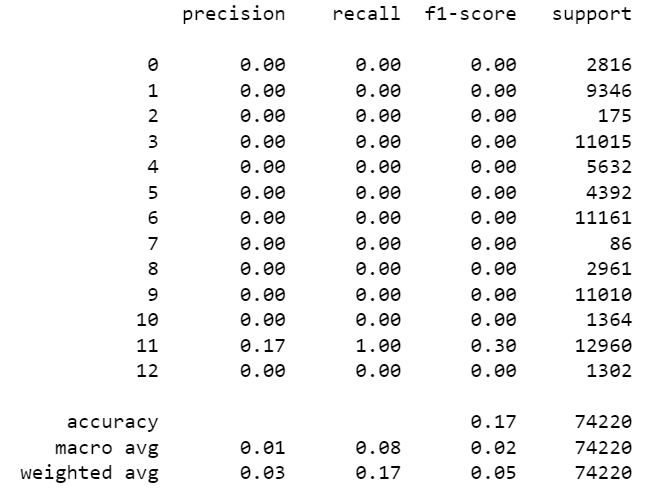 precision recall f1-score support
0 0.00 0.00 0.00 2816
1 0.00 0.00 0.00 9346
2 0.00 0.00 0.00 175
3 0.00 0.00 0.00 11015
4 0.00 0.00 0.00 5632
5 0.00 0.00 0.00 4392
6 0.00 0.00 0.00 11161
7 0.00 0.00 0.00 86
8 0.00 0.00 0.00 2961
9 0.00 0.00 0.00 11010
10 0.00 0.00 0.00 1364
11 0.17 1.00 0.30 12960
12 0.00 0.00 0.00 1302
accuracy 0.17 74220
macro avg 0.01 0.08 0.02 74220
weighted avg 0.03 0.17 0.05 74220